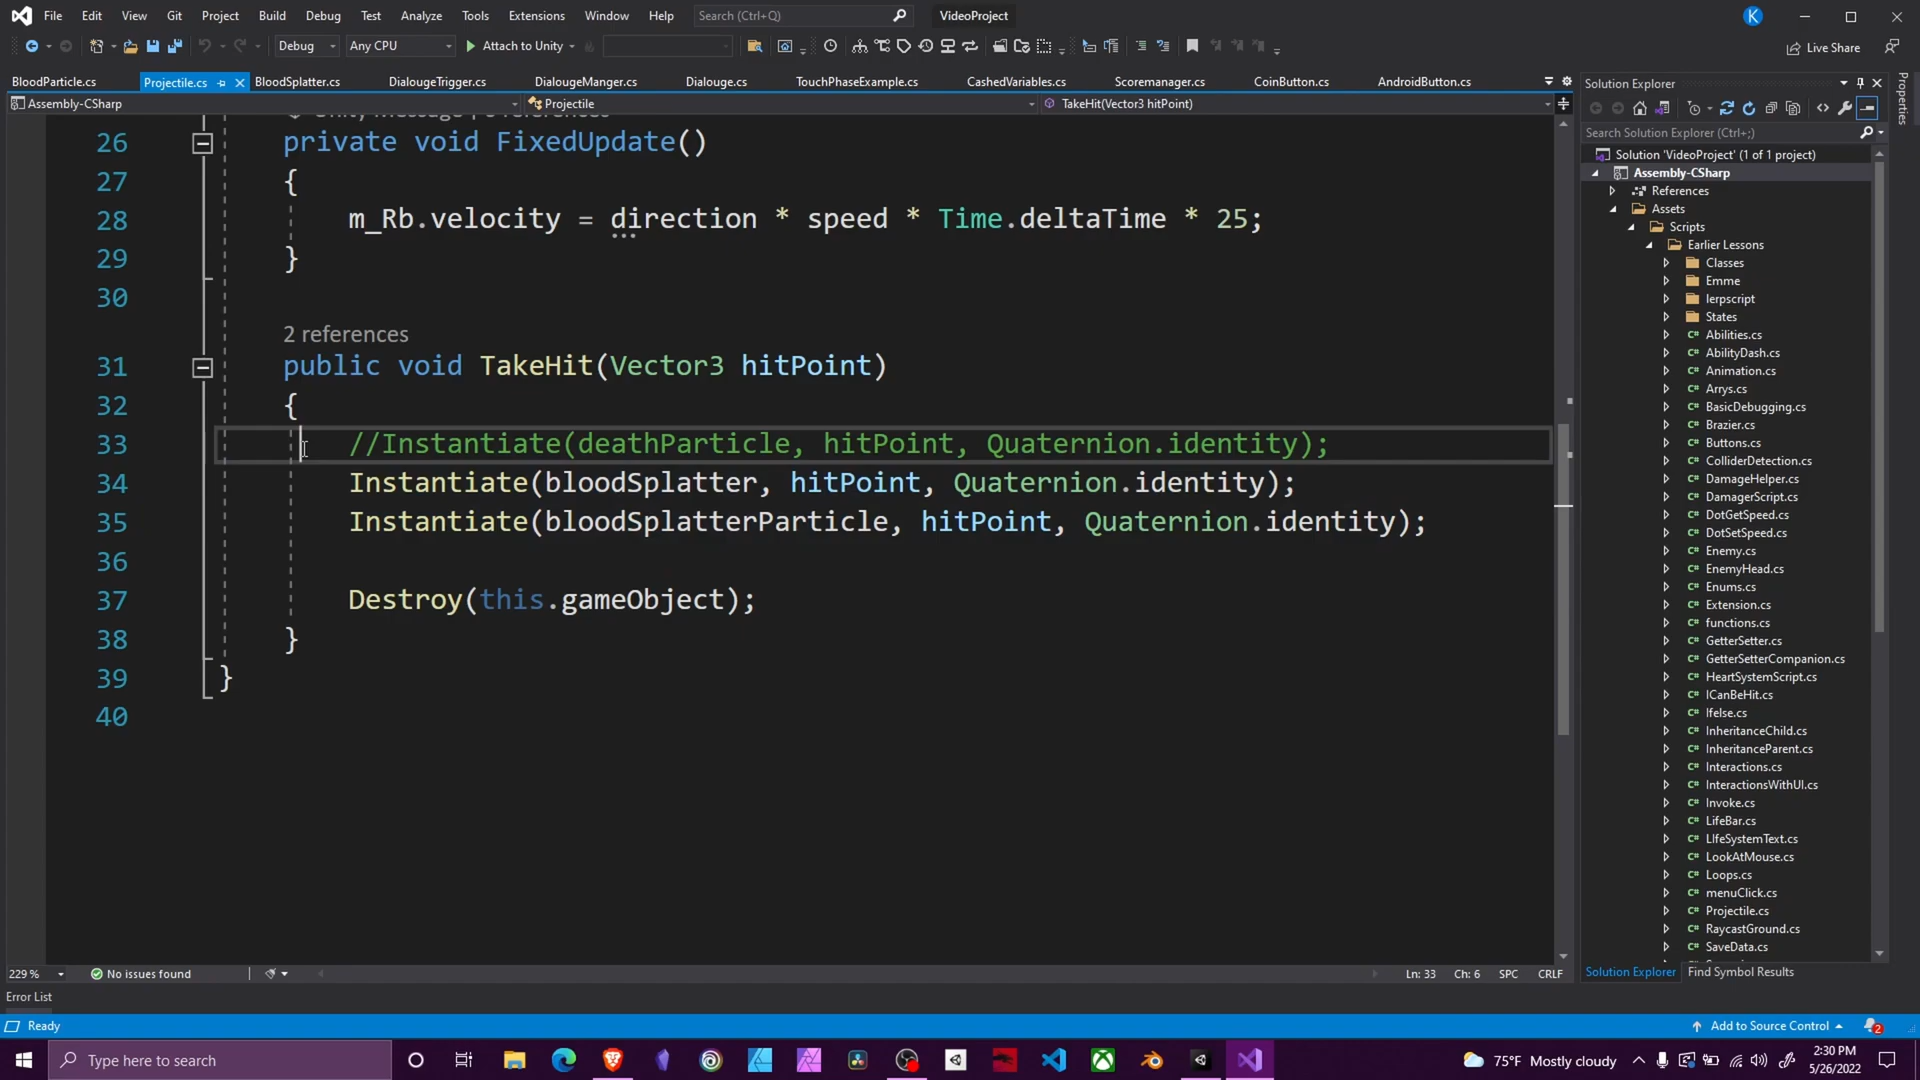 File Edit View Git Project Build Debug Test Analyze Tools Extensions Window Help Search (Ctrl+Q) VideoProject K
Debug Any CPU Attach to Unity Live Share
BloodParticle.cs Projectile.cs BloodSplatter.cs DialougeTrigger.cs DialougeManger.cs Dialouge.cs TouchPhaseExample.cs CashedVariables.cs Scoremanager.cs CoinButton.cs AndroidButton.cs
Assembly-CSharp Projectile TakeHit(Vector3 hitPoint)
26 private void FixedUpdate()
27 {
28 m_Rb.velocity = direction * speed * Time.deltaTime * 25;
29 }
30
2 references
31 public void TakeHit(Vector3 hitPoint)
32 {
33 //Instantiate(deathParticle, hitPoint, Quaternion.identity);
34 Instantiate(bloodSplatter, hitPoint, Quaternion.identity);
35 Instantiate(bloodSplatterParticle, hitPoint, Quaternion.identity);
36
37 Destroy(this.gameObject);
38 }
39 }
40
229 % No issues found Ln: 33 Ch: 6 SPC CRLF
Error List
Ready Add to Source Control 2
Solution Explorer
Search Solution Explorer (Ctrl+;)
Solution 'VideoProject' (1 of 1 project)
Assembly-CSharp
References
Assets
Scripts
Earlier Lessons
Classes
Emme
lerpscript
States
Abilities.cs
AbilityDash.cs
Animation.cs
Arrys.cs
BasicDebugging.cs
Brazier.cs
Buttons.cs
ColliderDetection.cs
DamageHelper.cs
DamagerScript.cs
DotGetSpeed.cs
DotSetSpeed.cs
Enemy.cs
EnemyHead.cs
Enums.cs
Extension.cs
functions.cs
GetterSetter.cs
GetterSetterCompanion.cs
HeartSystemScript.cs
ICanBeHit.cs
Ifelse.cs
InheritanceChild.cs
InheritanceParent.cs
Interactions.cs
InteractionsWithUI.cs
Invoke.cs
LifeBar.cs
LIfeSystemText.cs
LookAtMouse.cs
Loops.cs
menuClick.cs
Projectile.cs
RaycastGround.cs
SaveData.cs
Solution Explorer Find Symbol Results
Properties
Type here to search 75°F Mostly cloudy 2:30 PM
5/26/2022